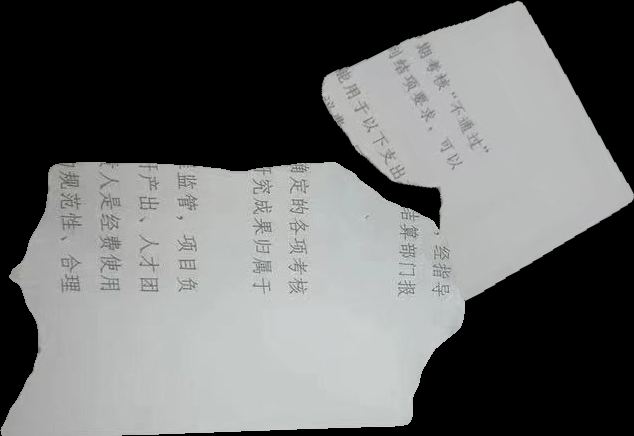 期考核“不通过”
结项要求，可以
能用于以下支出
，经指导
结算部门报
确定的各项考核
研究成果归属于
监管，项目负
产出、人才团
人是经费使用
规范性、合理